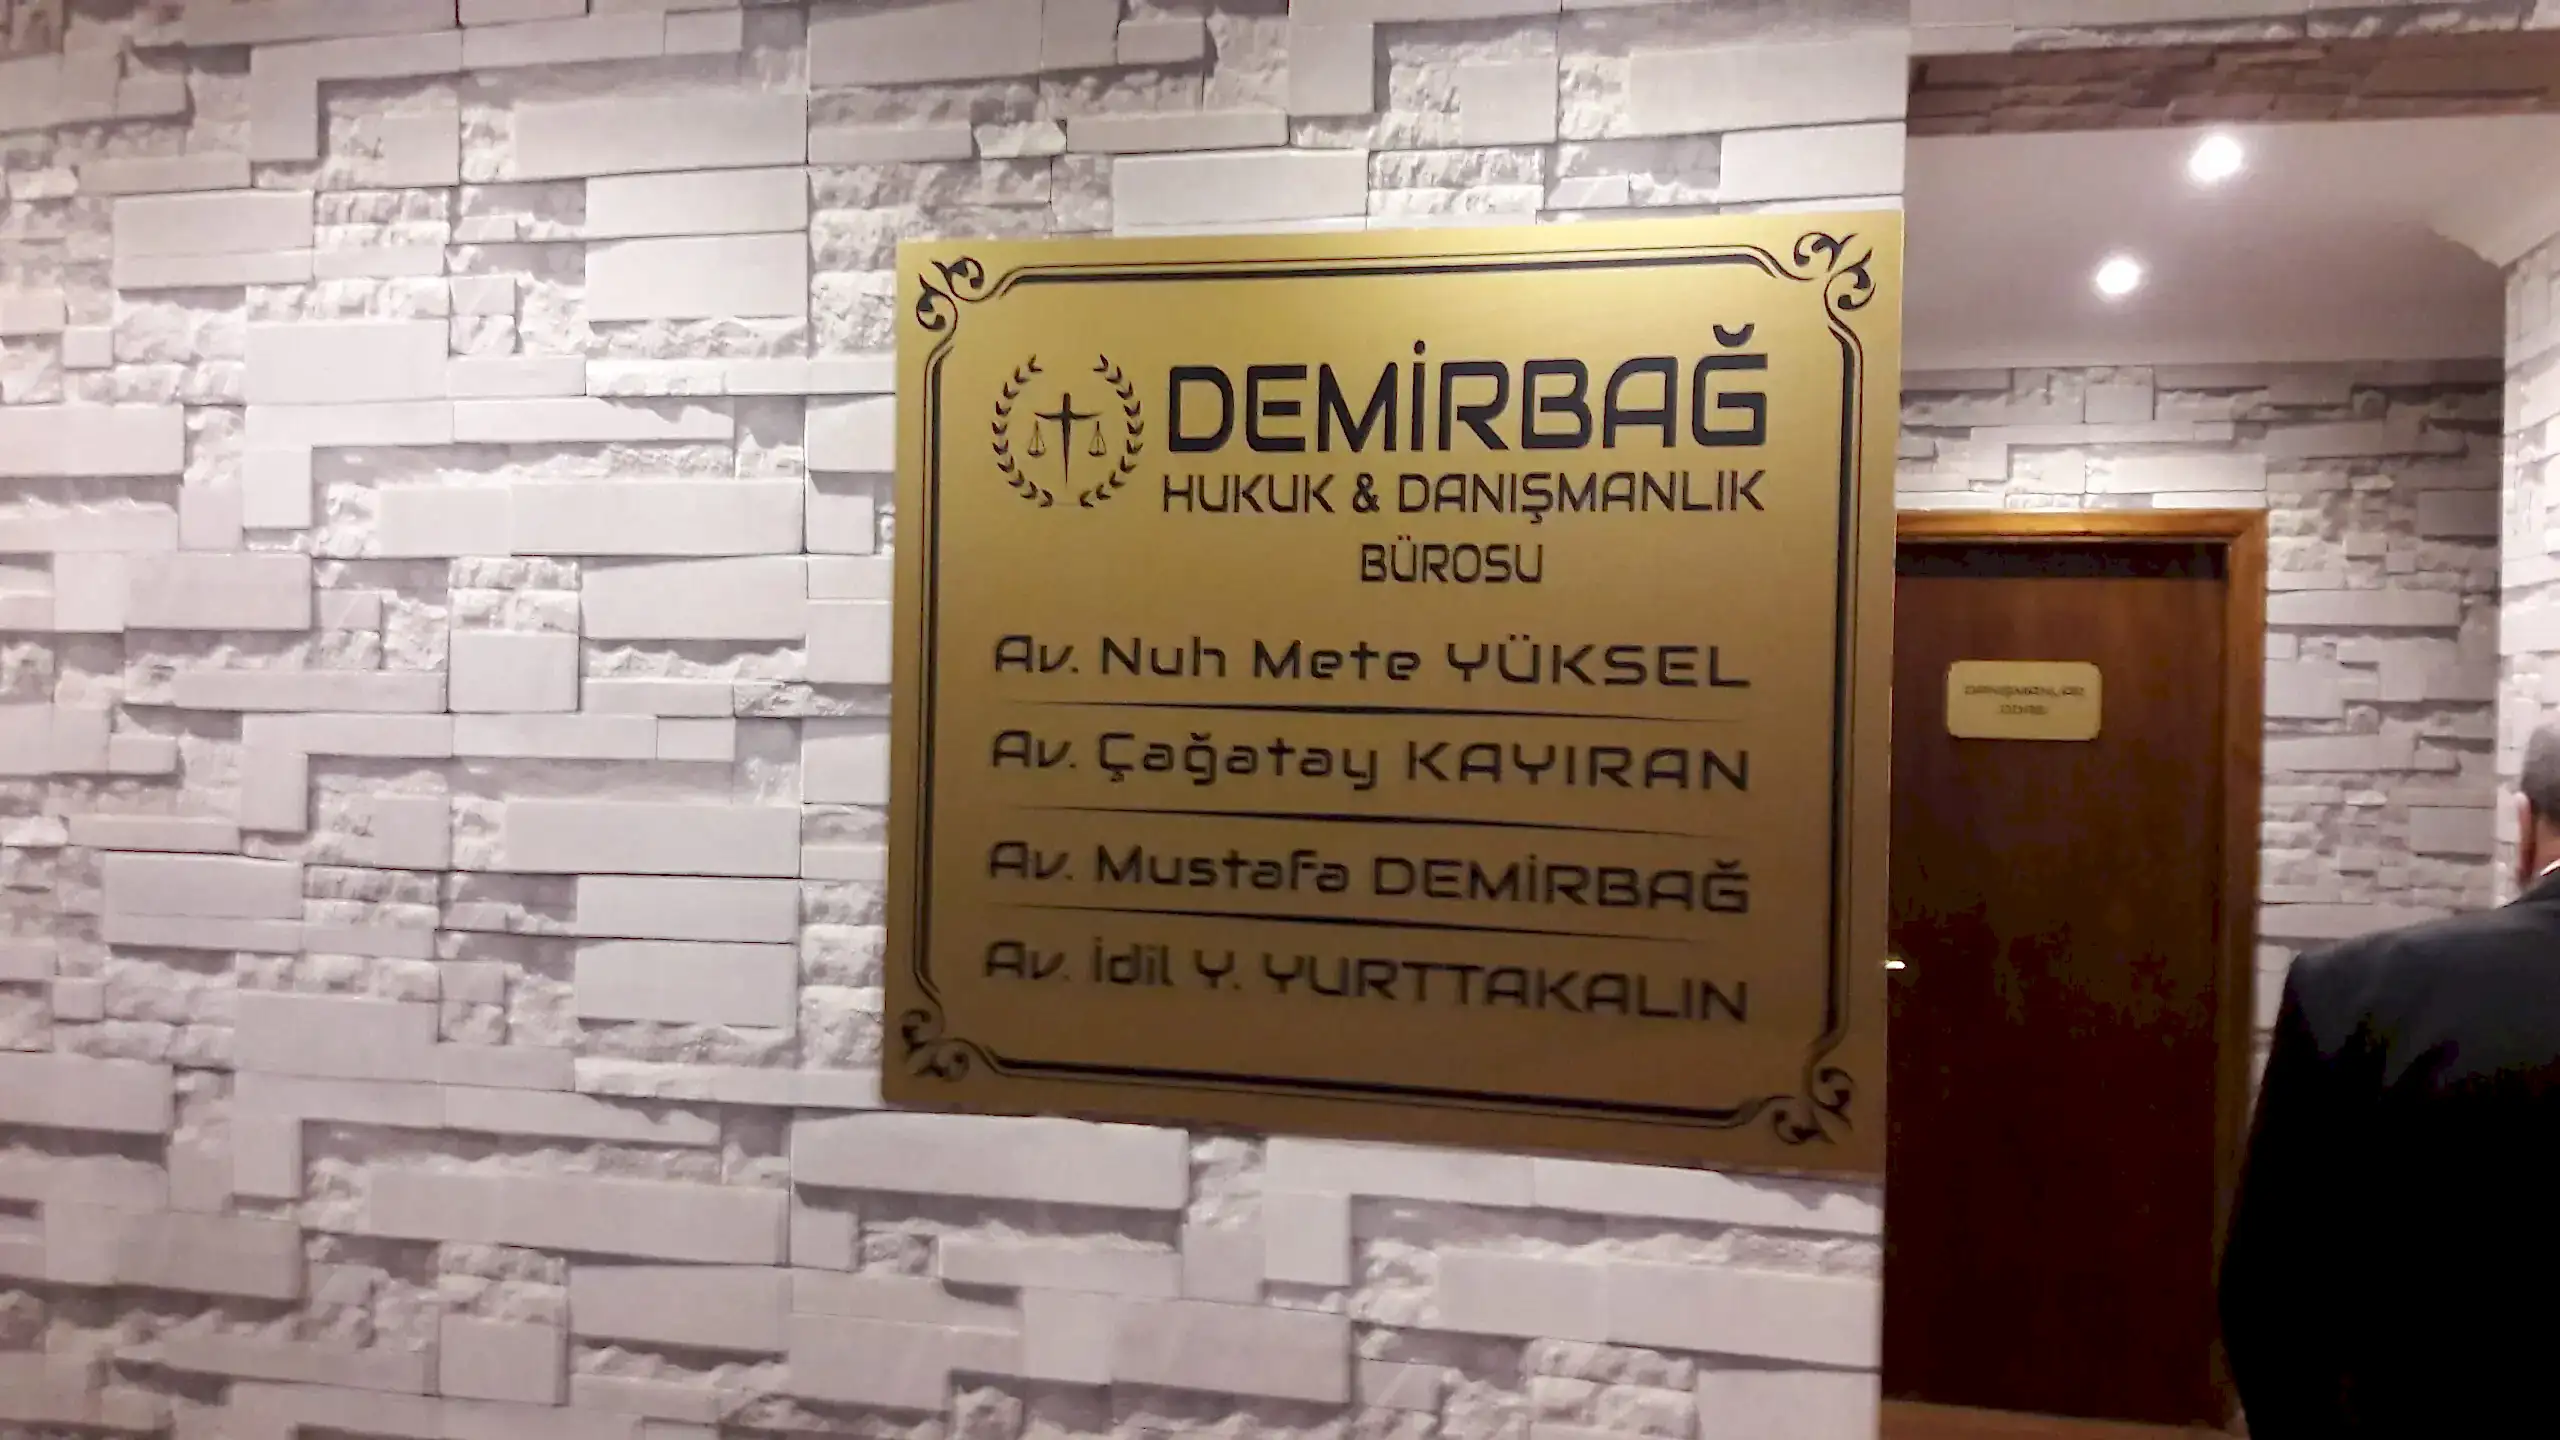 DEMİRBAĞ
HUKUK & DANIŞMANLIK
BÜROSU
Av. Nuh Mete YÜKSEL
Av. Çağatay KAYIRAN
Av. Mustafa DEMİRBAĞ
Av. İdil Y. YURTTAKALIN